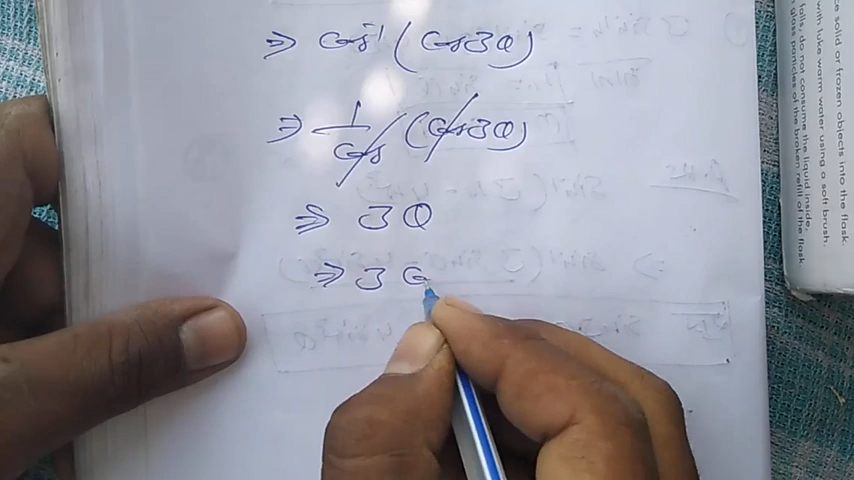 ⇒ cos⁻¹ (cos3θ)
⇒ 1/cos (cos3θ)
⇒ 3θ
⇒ 3 c
ce solid or frozen objects into the flask.
with luke warm water using a soft brush.
falls, do not consume the liquid inside,
glass particles of the broken refill of the flask